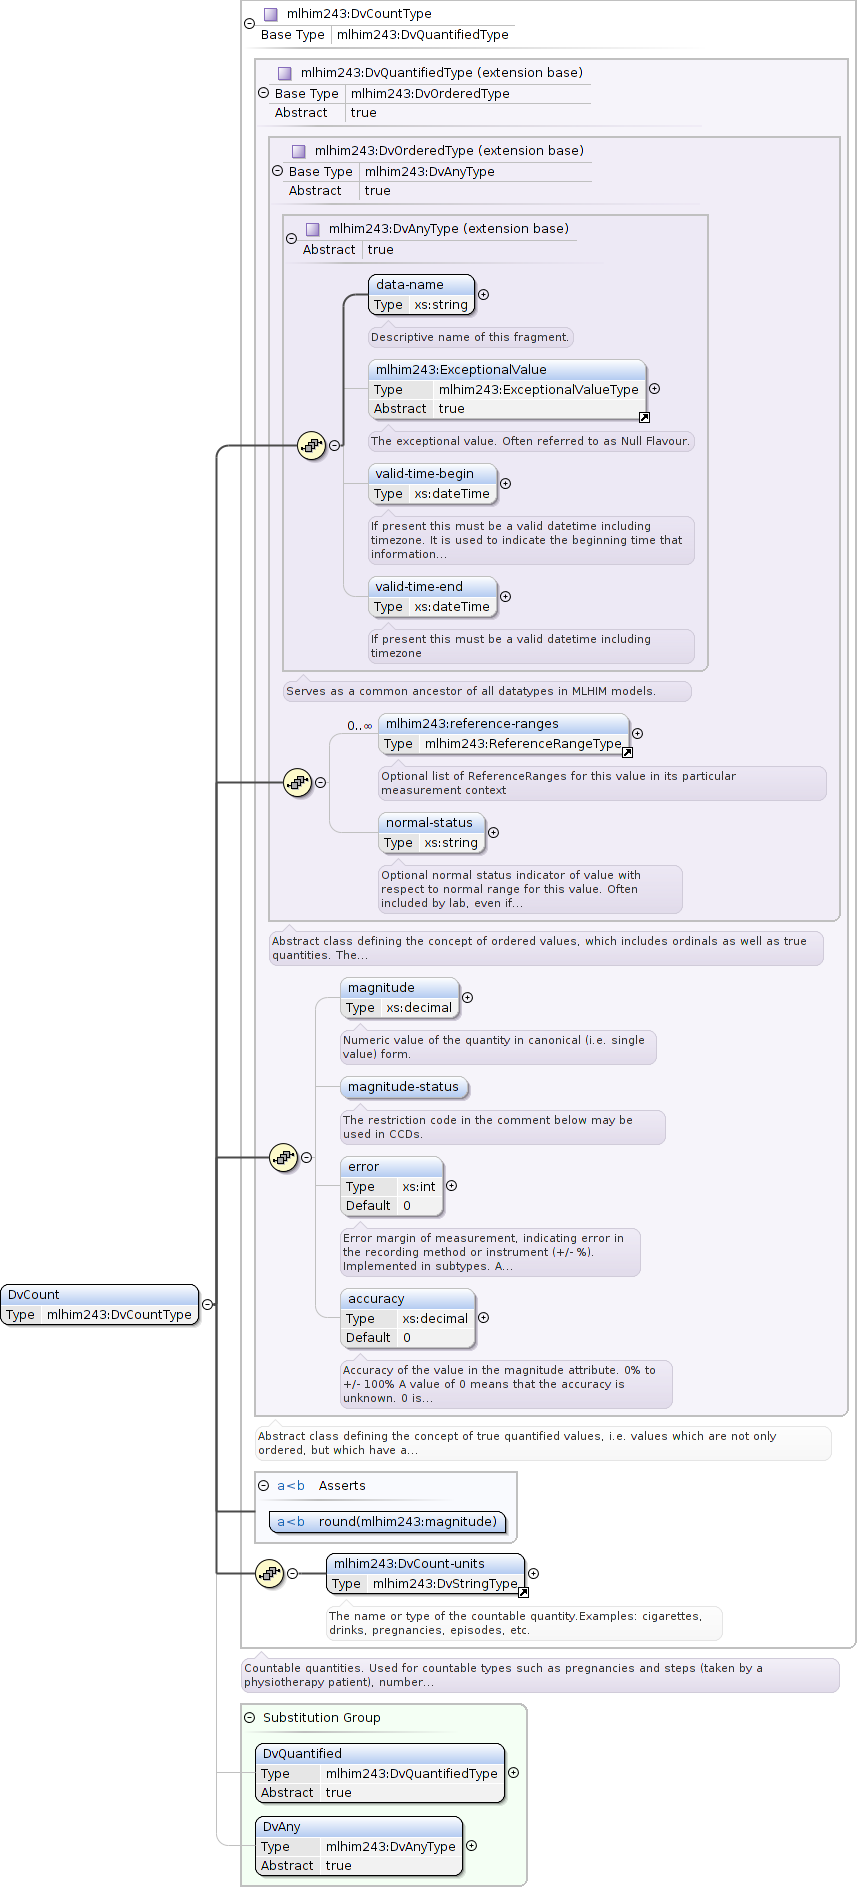 mlhim243:DvCountType
Base Type mlhim243:DvQuantifiedType
mlhim243:DvQuantifiedType (extension base)
Base Type mlhim243:DvOrderedType
Abstract true
mlhim243:DvOrderedType (extension base)
Base Type mlhim243:DvAnyType
Abstract true
mlhim243:DvAnyType (extension base)
Abstract true
data-name
Type xs:string
Descriptive name of this fragment.
mlhim243:ExceptionalValue
Type mlhim243:ExceptionalValueType
Abstract true
The exceptional value. Often referred to as Null Flavour.
valid-time-begin
Type xs:dateTime
If present this must be a valid datetime including
timezone. It is used to indicate the beginning time that
information...
valid-time-end
Type xs:dateTime
If present this must be a valid datetime including
timezone
Serves as a common ancestor of all datatypes in MLHIM models.
0..∞
mlhim243:reference-ranges
Type mlhim243:ReferenceRangeType
Optional list of ReferenceRanges for this value in its particular
measurement context
normal-status
Type xs:string
Optional normal status indicator of value with
respect to normal range for this value. Often
included by lab, even if...
Abstract class defining the concept of ordered values, which includes ordinals as well as true
quantities. The...
magnitude
Type xs:decimal
Numeric value of the quantity in canonical (i.e. single
value) form.
magnitude-status
The restriction code in the comment below may be
used in CCDs.
error
Type xs:int
Default 0
Error margin of measurement, indicating error in
the recording method or instrument (+/- %).
Implemented in subtypes. A...
DvCount
Type mlhim243:DvCountType
accuracy
Type xs:decimal
Default 0
Accuracy of the value in the magnitude attribute. 0% to
+/- 100% A value of 0 means that the accuracy is
unknown. 0 is...
Abstract class defining the concept of true quantified values, i.e. values which are not only
ordered, but which have a...
a<b Asserts
a<b round(mlhim243:magnitude)
mlhim243:DvCount-units
Type mlhim243:DvStringType
The name or type of the countable quantity.Examples: cigarettes,
drinks, pregnancies, episodes, etc.
Countable quantities. Used for countable types such as pregnancies and steps (taken by a
physiotherapy patient), number...
Substitution Group
DvQuantified
Type mlhim243:DvQuantifiedType
Abstract true
DvAny
Type mlhim243:DvAnyType
Abstract true